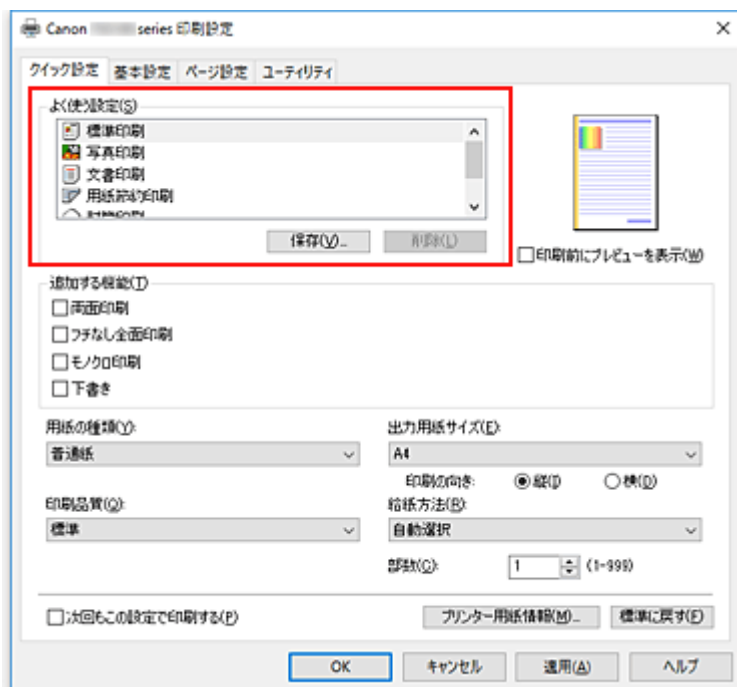 Canon series 印刷設定
クイック設定 基本設定 ページ設定 ユーティリティ
よく使う設定(S)
標準印刷
写真印刷
文書印刷
用紙節約印刷
保存(V)... 削除(L)
印刷前にプレビューを表示(W)
追加する機能(T)
両面印刷
フチなし全面印刷
モノクロ印刷
下書き
用紙の種類(Y): 出力用紙サイズ(E):
普通紙 A4
印刷の向き: 縦(I) 横(D)
印刷品質(Q): 給紙方法(R):
標準 自動選択
部数(C): 1 (1-999)
次回もこの設定で印刷する(P) プリンター用紙情報(M)... 標準に戻す(F)
OK キャンセル 適用(A) ヘルプ